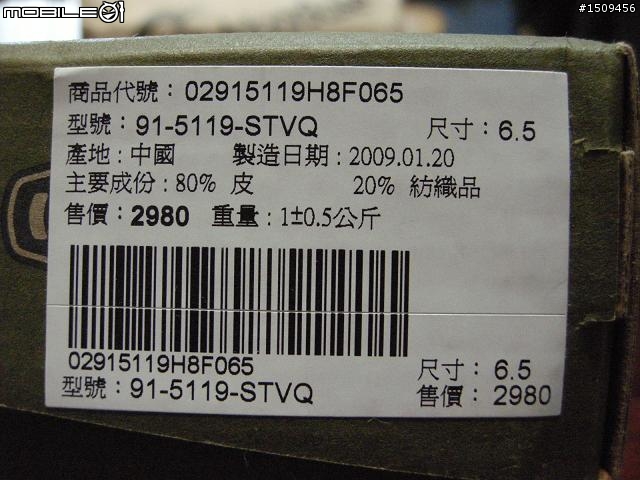 MOBILE01
#1509456
商品代號：02915119H8F065
型號：91-5119-STVQ 尺寸：6.5
產地：中國 製造日期：2009.01.20
主要成份：80% 皮 20% 紡織品
售價：2980 重量：1±0.5公斤
02915119H8F065
型號：91-5119-STVQ
尺寸：6.5
售價：2980